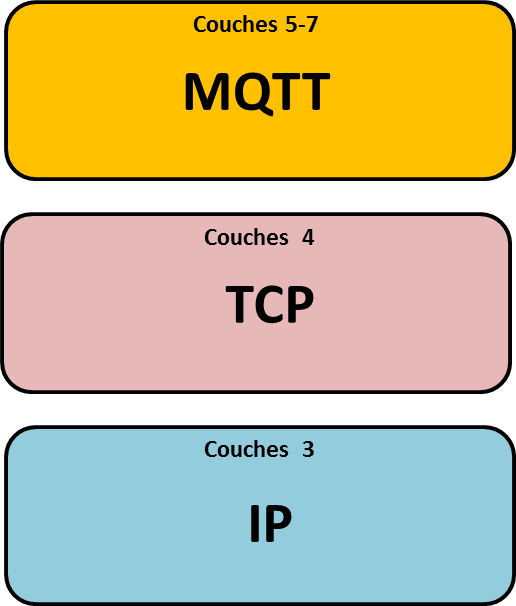 Couches 5-7
MQTT
Couches 4
TCP
Couches 3
IP